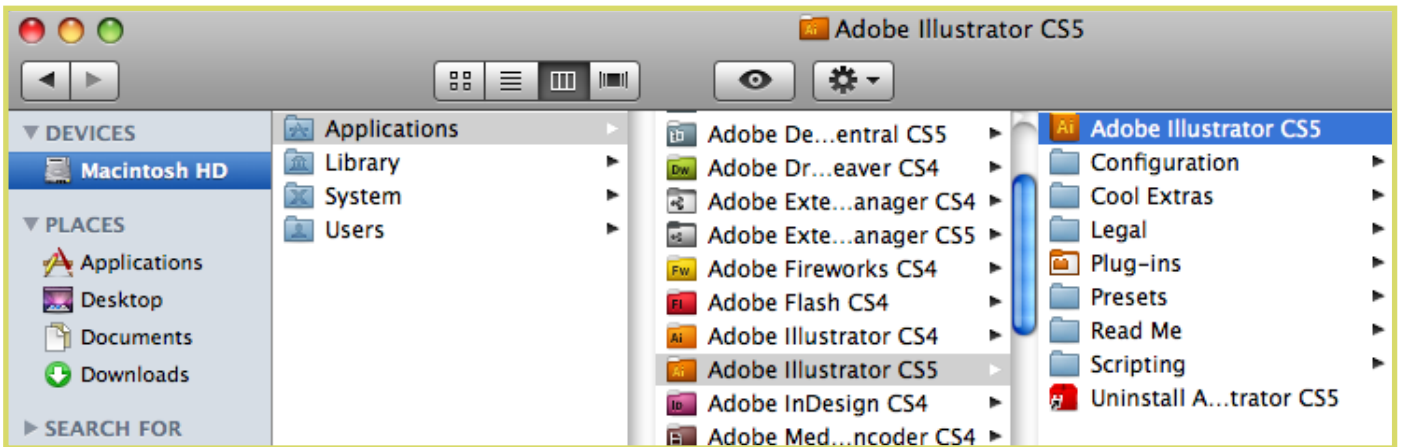 Adobe Illustrator CS5
DEVICES
Macintosh HD
PLACES
Applications
Desktop
Documents
Downloads
SEARCH FOR
Applications
Library
System
Users
Adobe De...entral CS5
Adobe Dr...eaver CS4
Adobe Exte...anager CS4
Adobe Exte...anager CS5
Adobe Fireworks CS4
Adobe Flash CS4
Adobe Illustrator CS4
Adobe Illustrator CS5
Adobe InDesign CS4
Adobe Med...ncoder CS4
Adobe Illustrator CS5
Configuration
Cool Extras
Legal
Plug-ins
Presets
Read Me
Scripting
Uninstall A...trator CS5